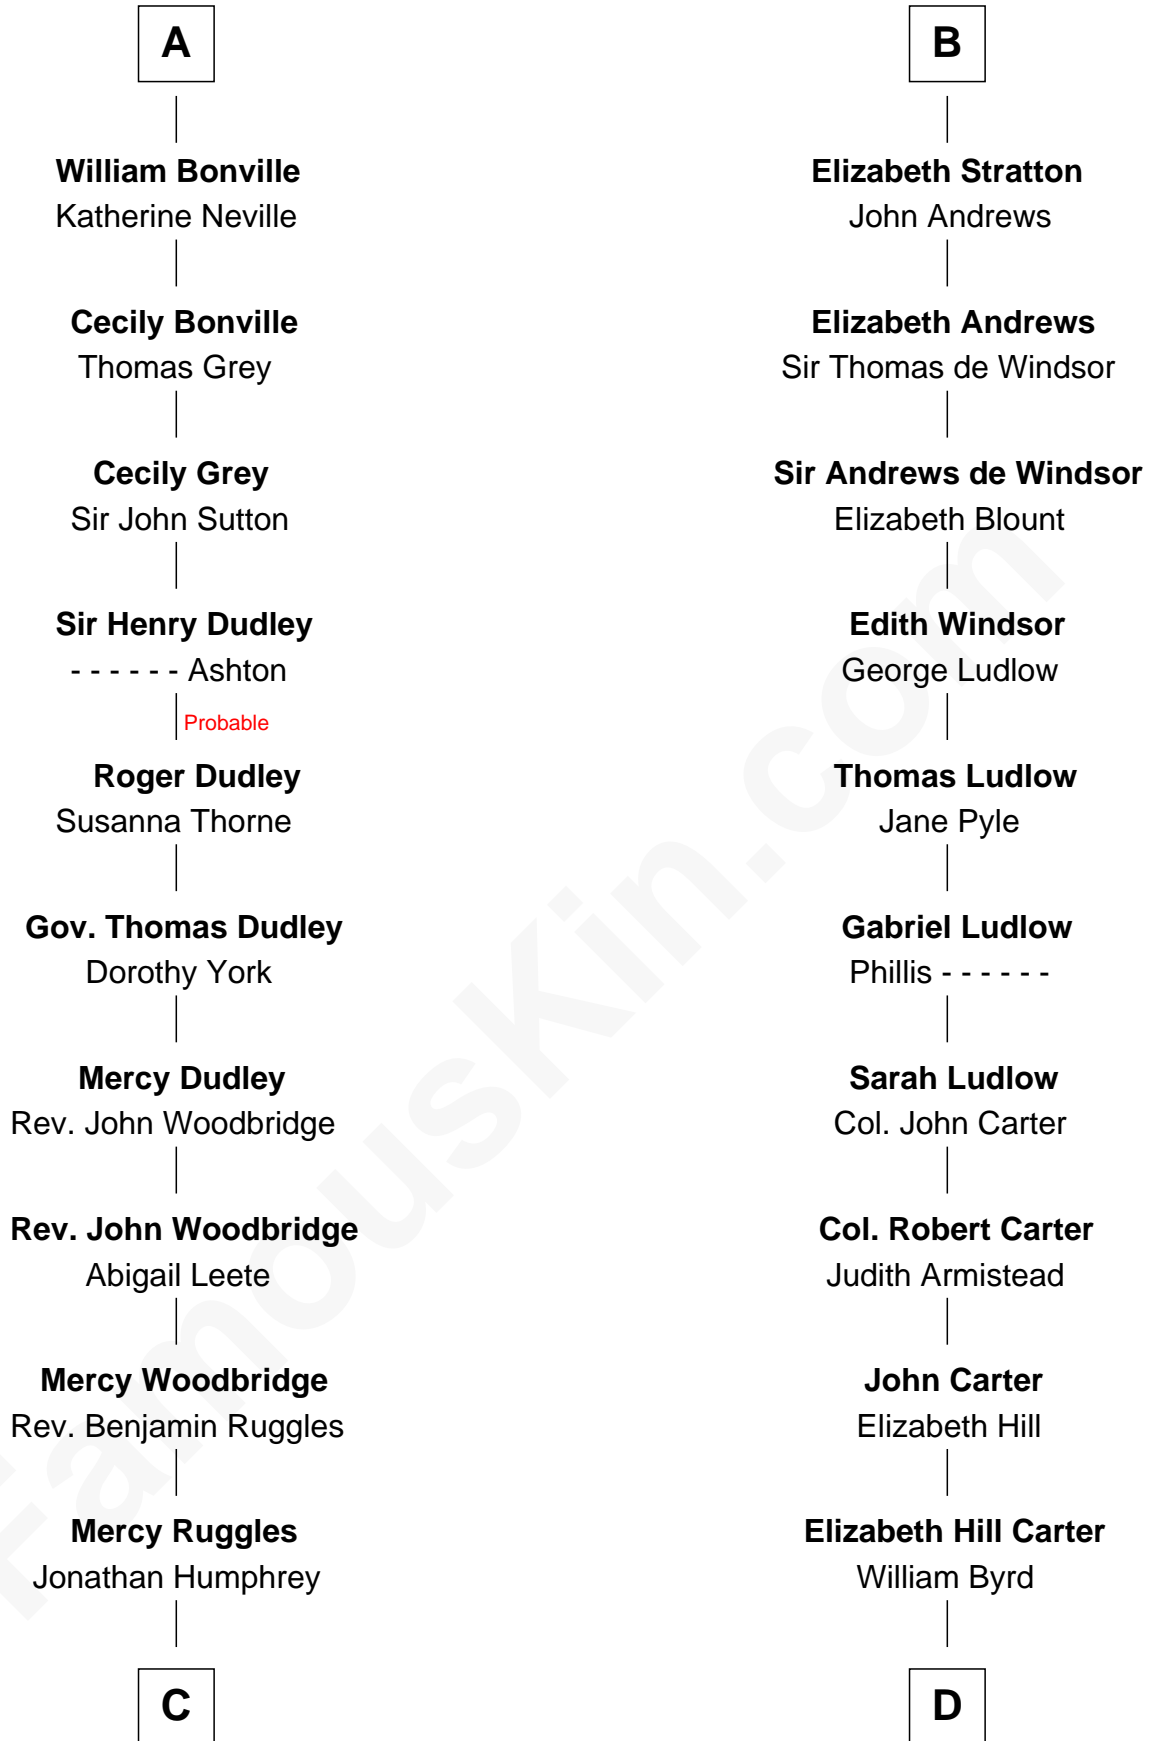 A
William Bonville
Katherine Neville
Cecily Bonville
Thomas Grey
Cecily Grey
Sir John Sutton
Sir Henry Dudley
- - - - - - Ashton
Probable
Roger Dudley
Susanna Thorne
Gov. Thomas Dudley
Dorothy York
Mercy Dudley
Rev. John Woodbridge
Rev. John Woodbridge
Abigail Leete
Mercy Woodbridge
Rev. Benjamin Ruggles
Mercy Ruggles
Jonathan Humphrey
C
B
Elizabeth Stratton
John Andrews
Elizabeth Andrews
Sir Thomas de Windsor
Sir Andrews de Windsor
Elizabeth Blount
Edith Windsor
George Ludlow
Thomas Ludlow
Jane Pyle
Gabriel Ludlow
Phillis - - - - - -
Sarah Ludlow
Col. John Carter
Col. Robert Carter
Judith Armistead
John Carter
Elizabeth Hill
Elizabeth Hill Carter
William Byrd
D
FamousKin.com